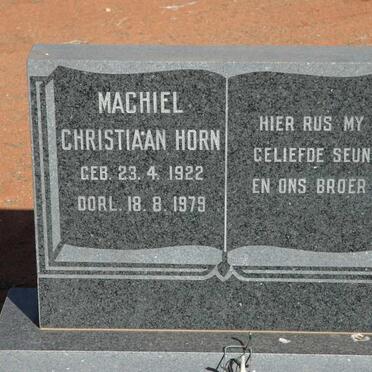 MACHIEL
CHRISTIAAN HORN
GEB. 23. 4. 1922
OORL. 18. 8. 1979
HIER RUS MY
GELIEFDE SEUN
EN ONS BROER